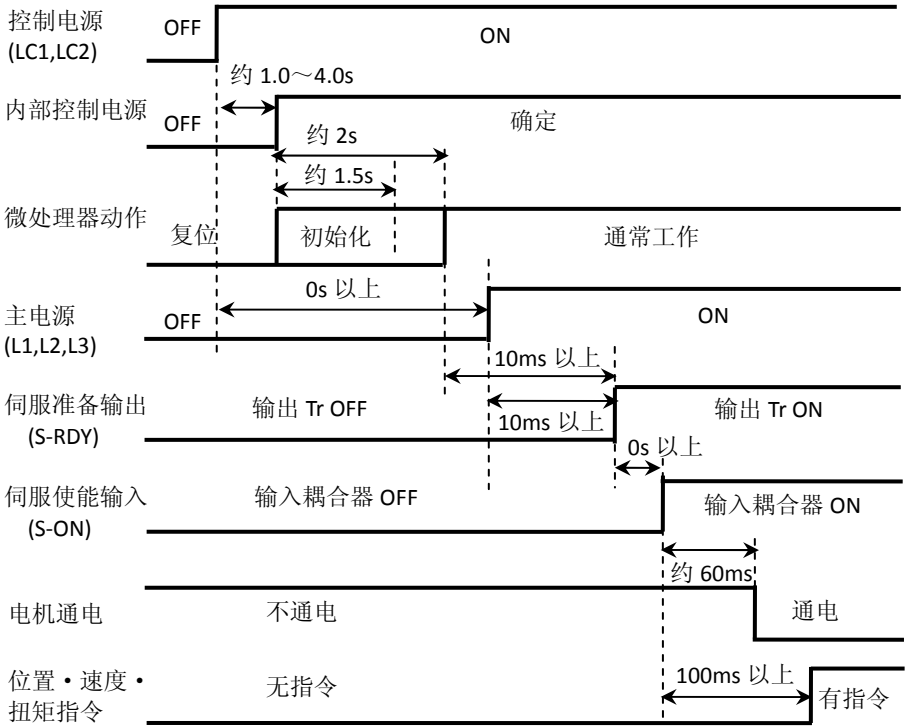 控制电源
(LC1,LC2)
OFF
ON
约 1.0～4.0s
内部控制电源
OFF
确定
约 2s
约 1.5s
微处理器动作
复位
初始化
通常工作
0s 以上
主电源
(L1,L2,L3)
OFF
ON
10ms 以上
伺服准备输出
(S-RDY)
输出 Tr OFF
10ms 以上
输出 Tr ON
0s 以上
伺服使能输入
(S-ON)
输入耦合器 OFF
输入耦合器 ON
约 60ms
电机通电
不通电
通电
位置·速度·
扭矩指令
无指令
100ms 以上
有指令